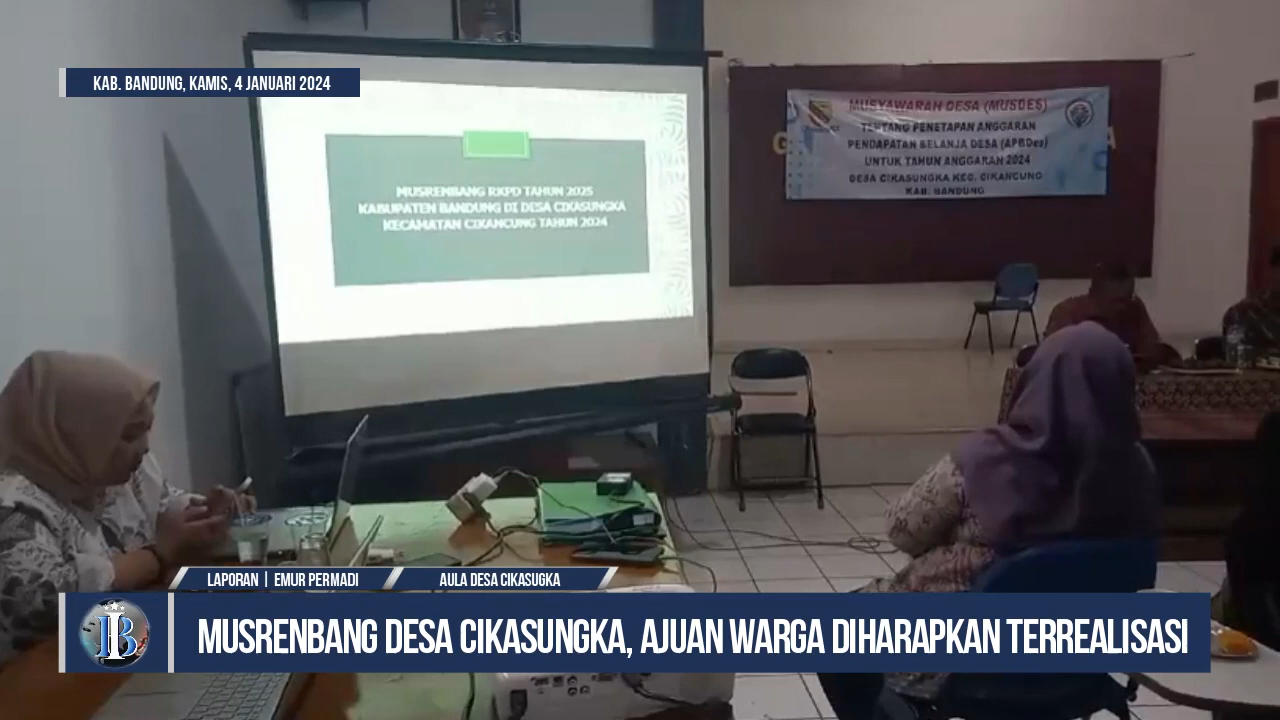 KAB. BANDUNG, KAMIS, 4 JANUARI 2024
MUSYAWARAH DESA (MUSDES)
TENTANG PENETAPAN ANGGARAN
PENDAPATAN BELANJA DESA (APBDes)
UNTUK TAHUN ANGGARAN 2024
DESA CIKASUNGKA KEC. CIKANCUNG
KAB. BANDUNG
MUSRENBANG RKPD TAHUN 2025
KABUPATEN BANDUNG DI DESA CIKASUNGKA
KECAMATAN CIKANCUNG TAHUN 2024
LAPORAN | EMUR PERMADI
AULA DESA CIKASUGKA
IB
MUSRENBANG DESA CIKASUNGKA, AJUAN WARGA DIHARAPKAN TERREALISASI